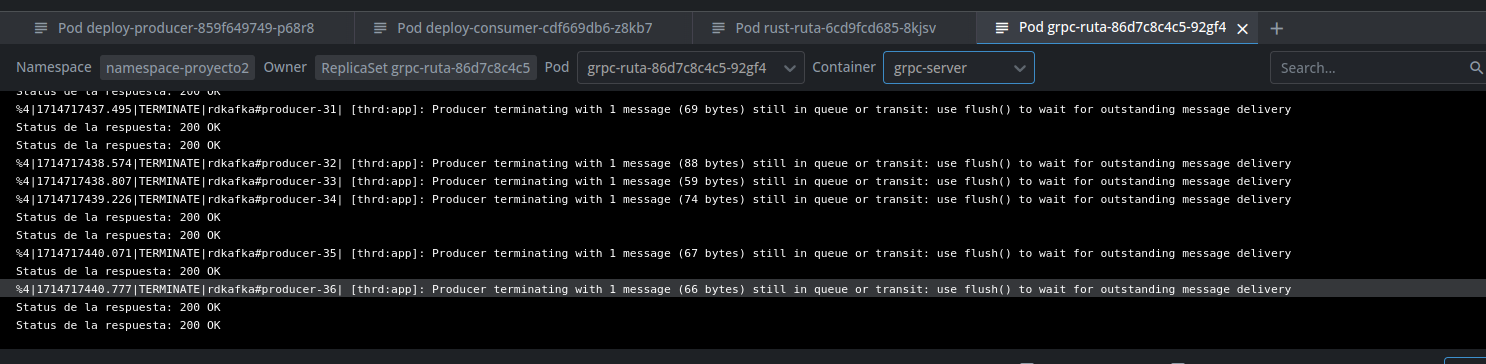 Pod deploy-producer-859f649749-p68r8
Pod deploy-consumer-cdf669db6-z8kb7
Pod rust-ruta-6cd9fcd685-8kjsv
Pod grpc-ruta-86d7c8c4c5-92gf4
Namespace namespace-proyecto2 Owner ReplicaSet grpc-ruta-86d7c8c4c5 Pod grpc-ruta-86d7c8c4c5-92gf4 Container grpc-server Search...
Status de la respuesta: 200 OK
%4|1714717437.495|TERMINATE|rdkafka#producer-31| [thrd:app]: Producer terminating with 1 message (69 bytes) still in queue or transit: use flush() to wait for outstanding message delivery
Status de la respuesta: 200 OK
Status de la respuesta: 200 OK
%4|1714717438.574|TERMINATE|rdkafka#producer-32| [thrd:app]: Producer terminating with 1 message (88 bytes) still in queue or transit: use flush() to wait for outstanding message delivery
%4|1714717438.807|TERMINATE|rdkafka#producer-33| [thrd:app]: Producer terminating with 1 message (59 bytes) still in queue or transit: use flush() to wait for outstanding message delivery
%4|1714717439.226|TERMINATE|rdkafka#producer-34| [thrd:app]: Producer terminating with 1 message (74 bytes) still in queue or transit: use flush() to wait for outstanding message delivery
Status de la respuesta: 200 OK
Status de la respuesta: 200 OK
%4|1714717440.071|TERMINATE|rdkafka#producer-35| [thrd:app]: Producer terminating with 1 message (67 bytes) still in queue or transit: use flush() to wait for outstanding message delivery
Status de la respuesta: 200 OK
%4|1714717440.777|TERMINATE|rdkafka#producer-36| [thrd:app]: Producer terminating with 1 message (66 bytes) still in queue or transit: use flush() to wait for outstanding message delivery
Status de la respuesta: 200 OK
Status de la respuesta: 200 OK